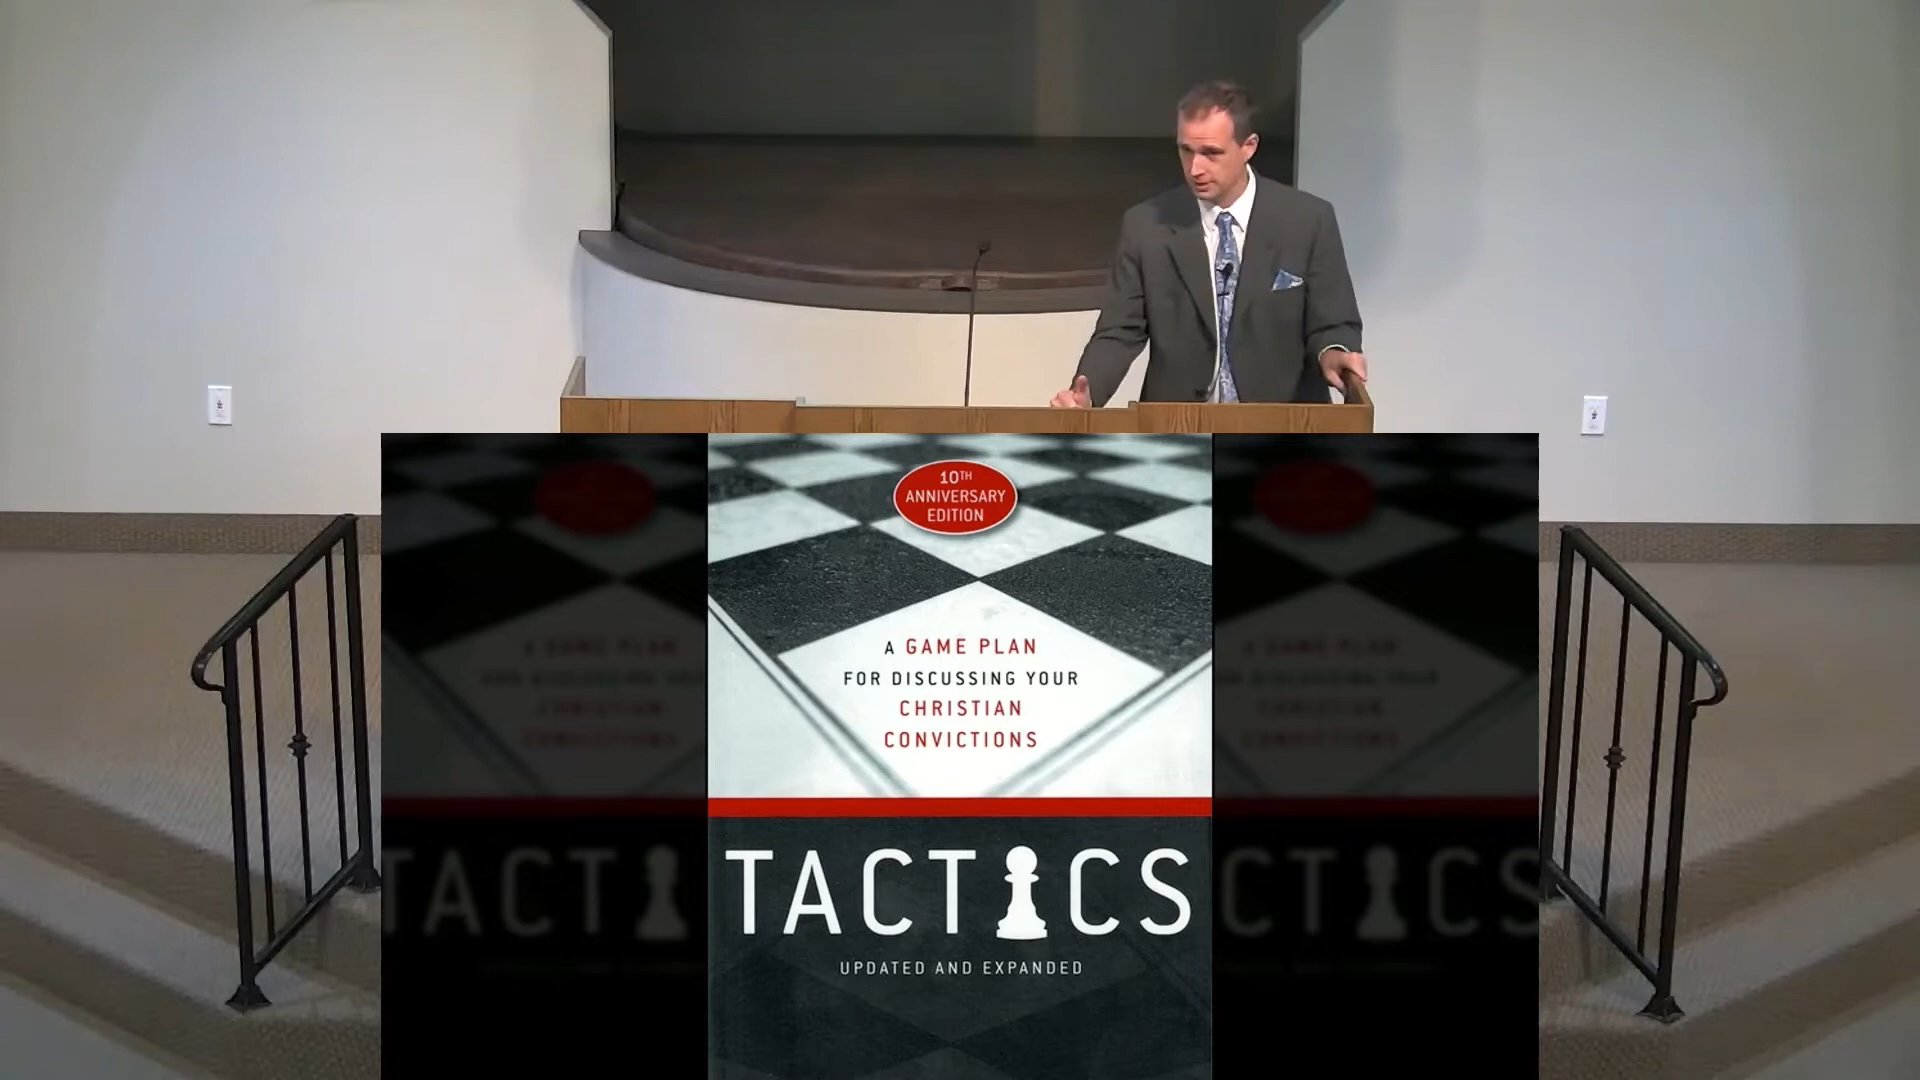 10TH
ANNIVERSARY
EDITION
A GAME PLAN
FOR DISCUSSING YOUR
CHRISTIAN
CONVICTIONS
TACTICS
UPDATED AND EXPANDED